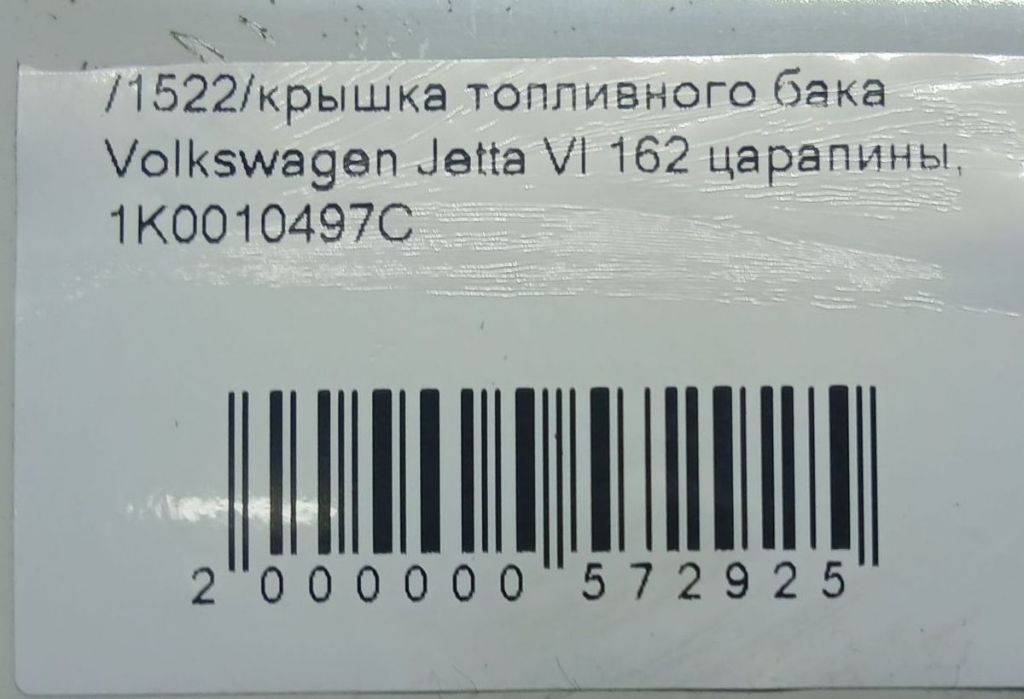 /1522/крышка топливного бака
Volkswagen Jetta VI 162 царапины,
1K0010497C
2 000000 572925